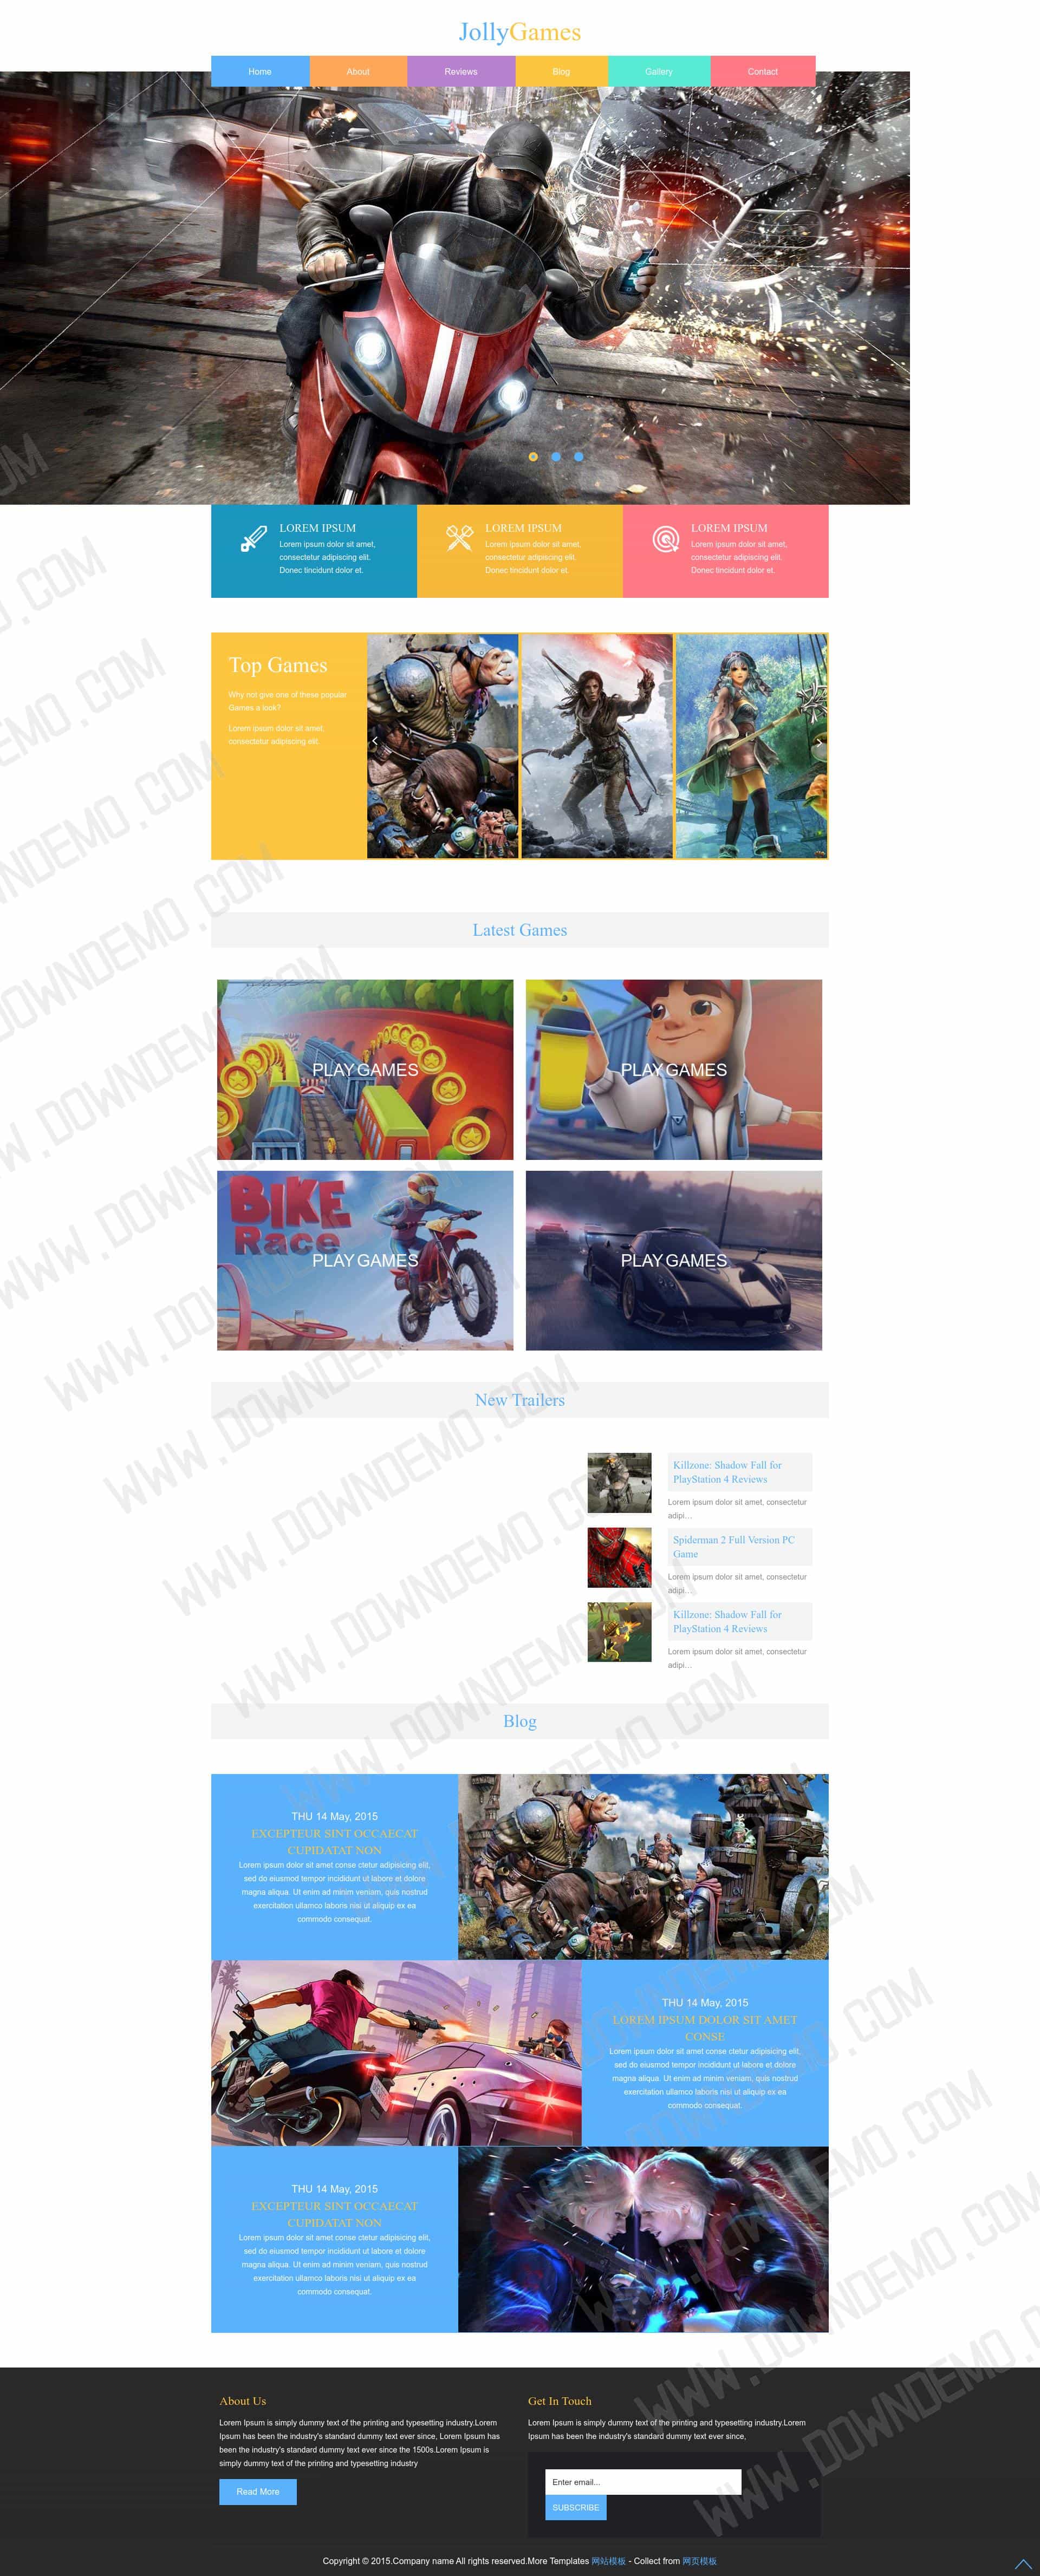 JollyGames
Home About Reviews Blog Gallery Contact
LOREM IPSUM
Lorem ipsum dolor sit amet,
consectetur adipiscing elit.
Donec tincidunt dolor et.
LOREM IPSUM
Lorem ipsum dolor sit amet,
consectetur adipiscing elit.
Donec tincidunt dolor et.
LOREM IPSUM
Lorem ipsum dolor sit amet,
consectetur adipiscing elit.
Donec tincidunt dolor et.
Top Games
Why not give one of these popular
Games a look?
Lorem ipsum dolor sit amet,
consectetur adipiscing elit.
Latest Games
PLAY GAMES
PLAY GAMES
BIKE
Race
PLAY GAMES
PLAY GAMES
New Trailers
Killzone: Shadow Fall for
PlayStation 4 Reviews
Lorem ipsum dolor sit amet, consectetur
adipi...
Spiderman 2 Full Version PC
Game
Lorem ipsum dolor sit amet, consectetur
adipi...
Killzone: Shadow Fall for
PlayStation 4 Reviews
Lorem ipsum dolor sit amet, consectetur
adipi...
Blog
THU 14 May, 2015
EXCEPTEUR SINT OCCAECAT
CUPIDATAT NON
Lorem ipsum dolor sit amet conse ctetur adipisicing elit,
sed do eiusmod tempor incididunt ut labore et dolore
magna aliqua. Ut enim ad minim veniam, quis nostrud
exercitation ullamco laboris nisi ut aliquip ex ea
commodo consequat.
THU 14 May, 2015
LOREM IPSUM DOLOR SIT AMET
CONSE
Lorem ipsum dolor sit amet conse ctetur adipisicing elit,
sed do eiusmod tempor incididunt ut labore et dolore
magna aliqua. Ut enim ad minim veniam, quis nostrud
exercitation ullamco laboris nisi ut aliquip ex ea
commodo consequat.
THU 14 May, 2015
EXCEPTEUR SINT OCCAECAT
CUPIDATAT NON
Lorem ipsum dolor sit amet conse ctetur adipisicing elit,
sed do eiusmod tempor incididunt ut labore et dolore
magna aliqua. Ut enim ad minim veniam, quis nostrud
exercitation ullamco laboris nisi ut aliquip ex ea
commodo consequat.
About Us
Lorem Ipsum is simply dummy text of the printing and typesetting industry.Lorem
Ipsum has been the industry's standard dummy text ever since, Lorem Ipsum has
been the industry's standard dummy text ever since the 1500s.Lorem Ipsum is
simply dummy text of the printing and typesetting industry
Read More
Get In Touch
Lorem Ipsum is simply dummy text of the printing and typesetting industry.Lorem
Ipsum has been the industry's standard dummy text ever since,
Enter email...
SUBSCRIBE
Copyright © 2015.Company name All rights reserved.More Templates 网站模板 - Collect from 网页模板
WWW.DOWNDEMO.COM